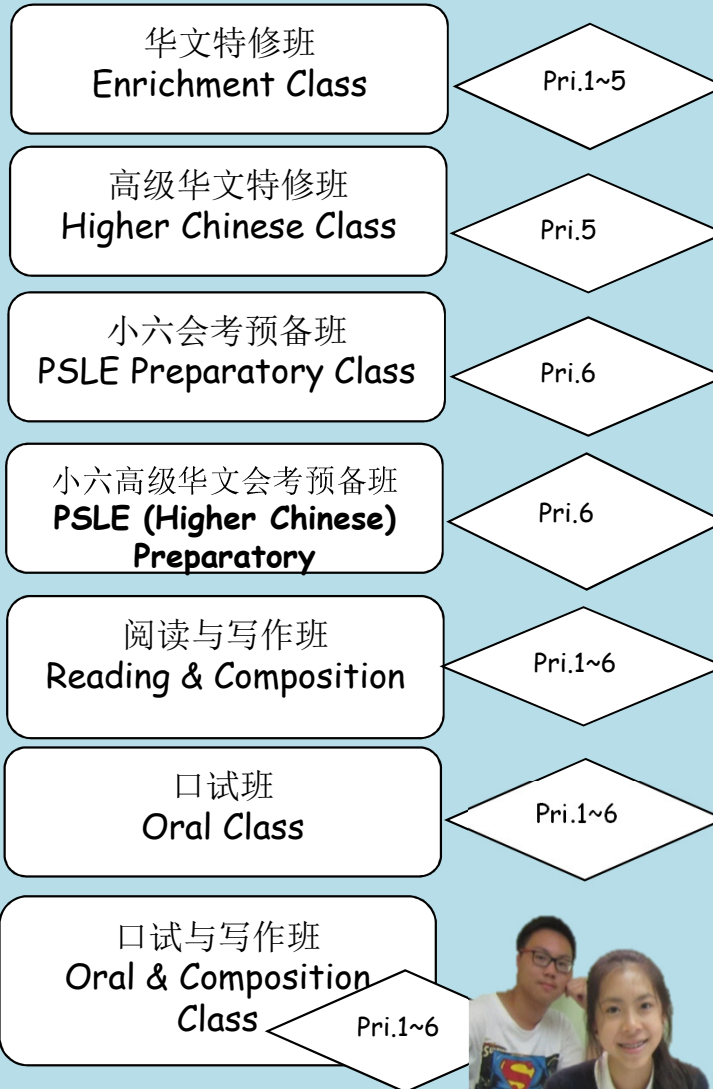 华文特修班
Enrichment Class
Pri.1~5
高级华文特修班
Higher Chinese Class
Pri.5
小六会考预备班
PSLE Preparatory Class
Pri.6
小六高级华文会考预备班
PSLE (Higher Chinese)
Preparatory
Pri.6
阅读与写作班
Reading & Composition
Pri.1~6
口试班
Oral Class
Pri.1~6
口试与写作班
Oral & Composition
Class
Pri.1~6